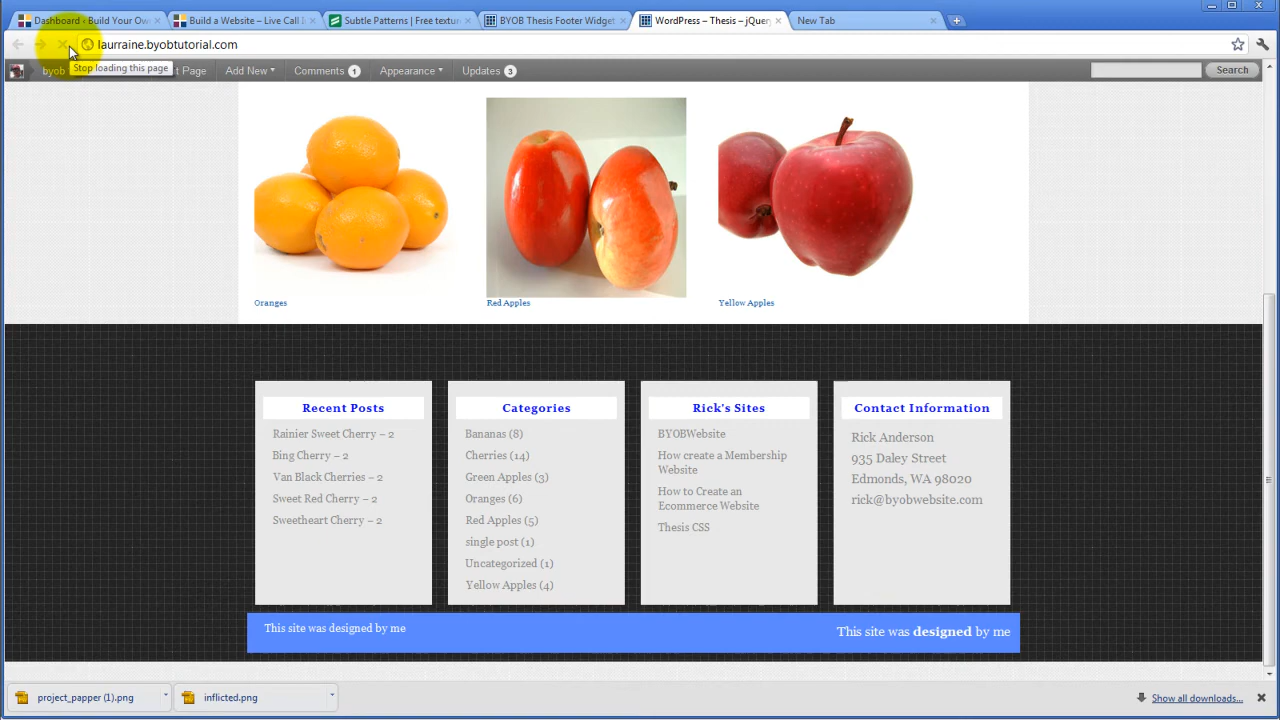 Dashboard ‹ Build Your Own
Build a Website – Live Call I
Subtle Patterns | Free textur
BYOB Thesis Footer Widget
WordPress – Thesis – jQuery
New Tab
laurraine.byobtutorial.com
Stop loading this page
byob
t Page
Add New
Comments 1
Appearance
Updates 3
Search
Oranges
Red Apples
Yellow Apples
Recent Posts
Rainier Sweet Cherry – 2
Bing Cherry – 2
Van Black Cherries – 2
Sweet Red Cherry – 2
Sweetheart Cherry – 2
Categories
Bananas (8)
Cherries (14)
Green Apples (3)
Oranges (6)
Red Apples (5)
single post (1)
Uncategorized (1)
Yellow Apples (4)
Rick's Sites
BYOBWebsite
How create a Membership
Website
How to Create an
Ecommerce Website
Thesis CSS
Contact Information
Rick Anderson
935 Daley Street
Edmonds, WA 98020
rick@byobwebsite.com
This site was designed by me
This site was designed by me
project_papper (1).png
inflicted.png
Show all downloads...